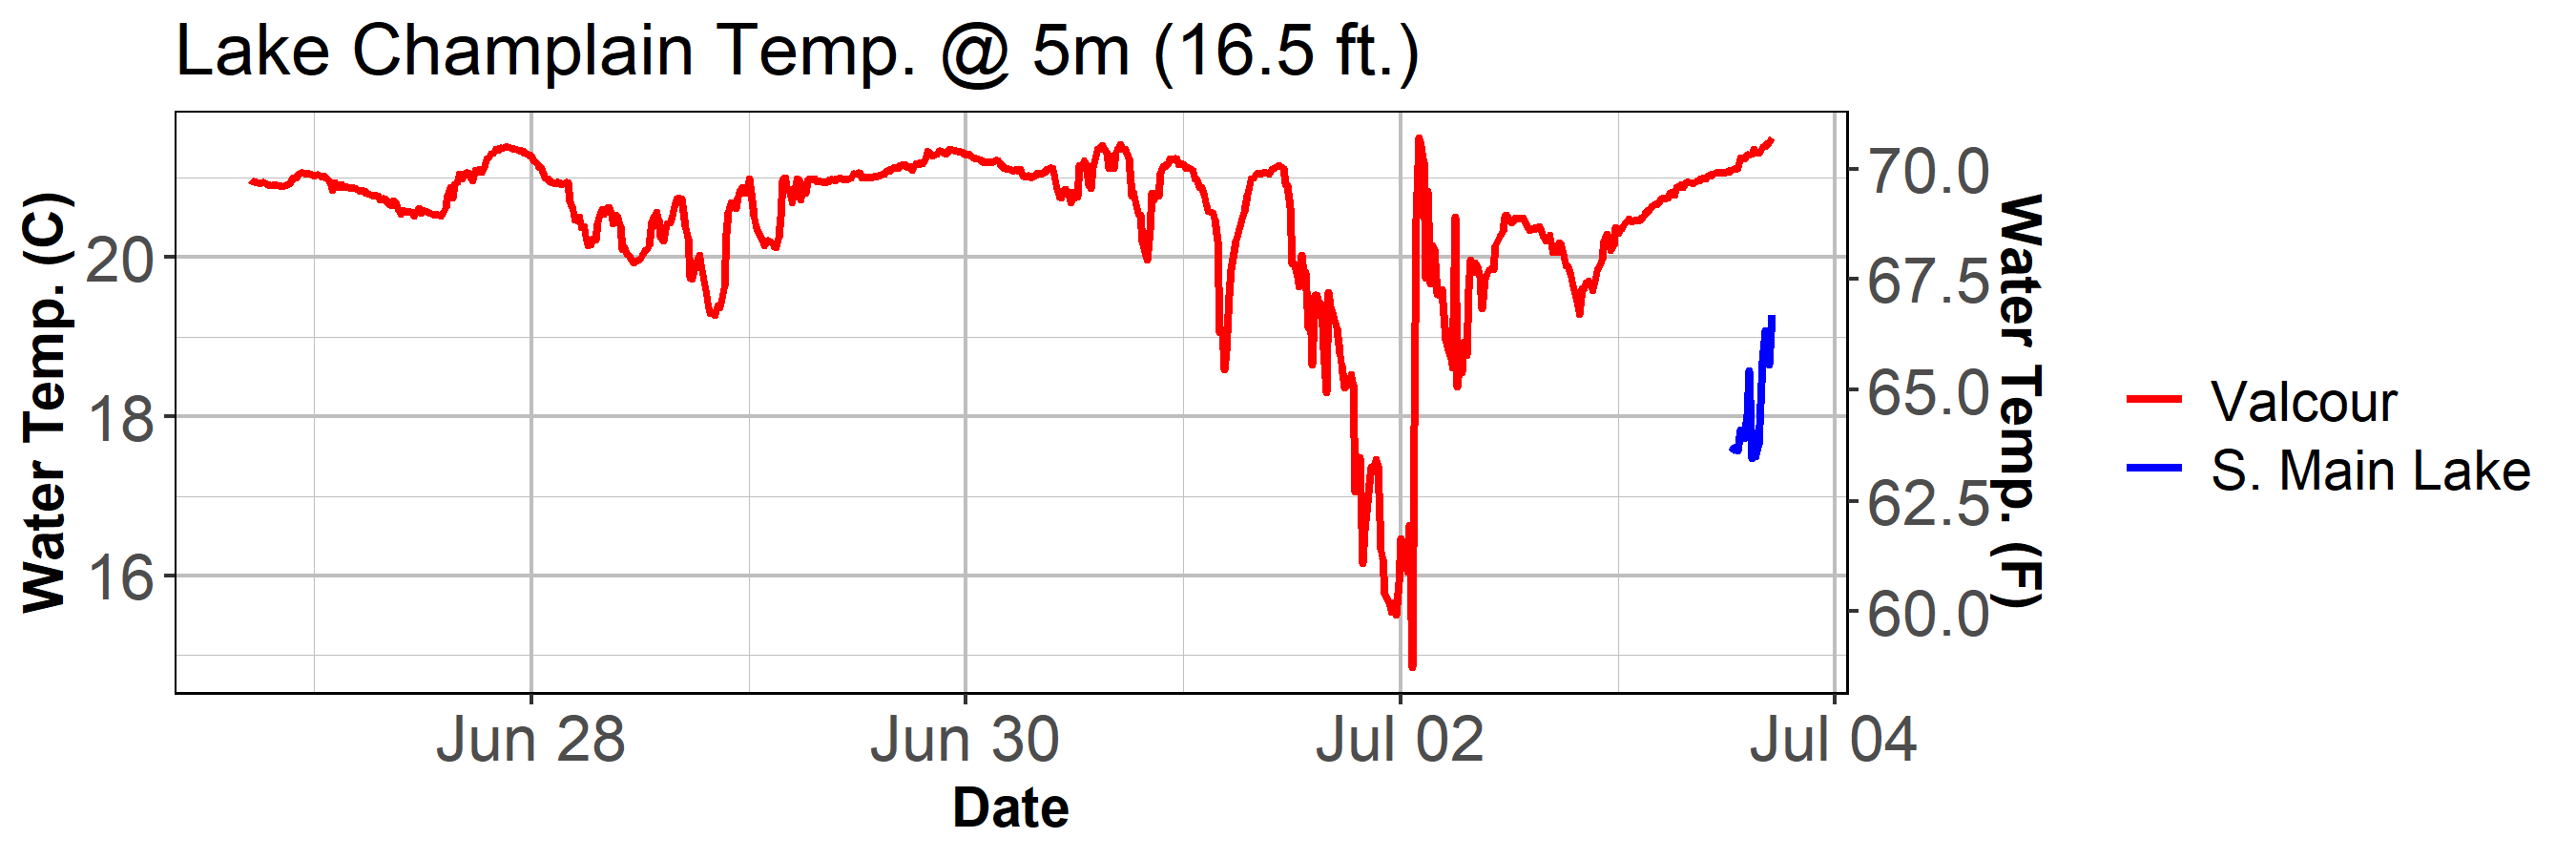 Lake Champlain Temp. @ 5m (16.5 ft.)
Water Temp. (C)
20
18
16
70.0
67.5
65.0
62.5
60.0
Water Temp. (F)
Jun 28
Jun 30
Jul 02
Jul 04
Date
Valcour
S. Main Lake